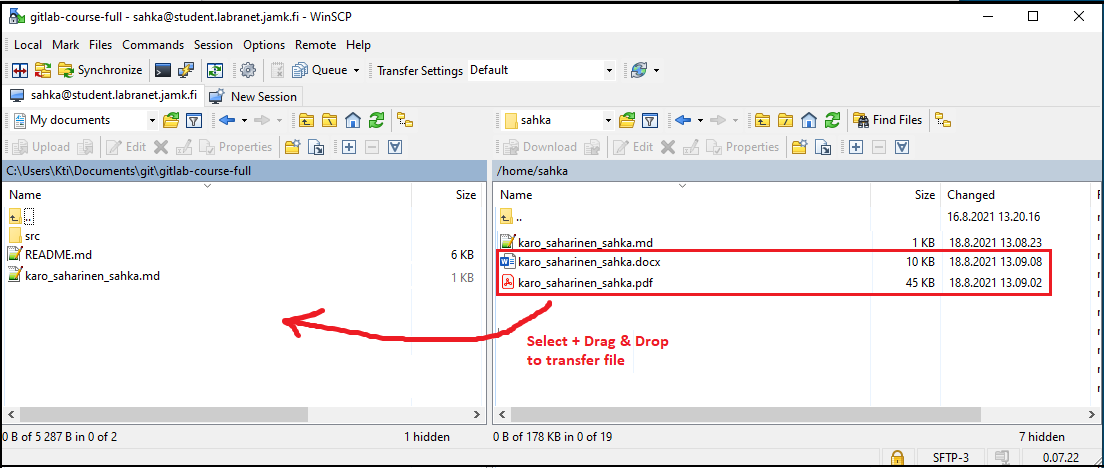 gitlab-course-full - sahka@student.labranet.jamk.fi - WinSCP
Local Mark Files Commands Session Options Remote Help
Synchronize Queue Transfer Settings Default
sahka@student.labranet.jamk.fi New Session
My documents sahka Find Files
Upload Edit Properties Download Edit Properties
C:\Users\Kti\Documents\git\gitlab-course-full /home/sahka
Name Size Name Size Changed
.. .. 16.8.2021 13.20.16
src
karo_saharinen_sahka.md 1 KB 18.8.2021 13.08.23
README.md 6 KB karo_saharinen_sahka.docx 10 KB 18.8.2021 13.09.08
karo_saharinen_sahka.md 1 KB karo_saharinen_sahka.pdf 45 KB 18.8.2021 13.09.02
Select + Drag & Drop
to transfer file
0 B of 5 287 B in 0 of 2 1 hidden 0 B of 178 KB in 0 of 19 7 hidden
SFTP-3 0.07.22